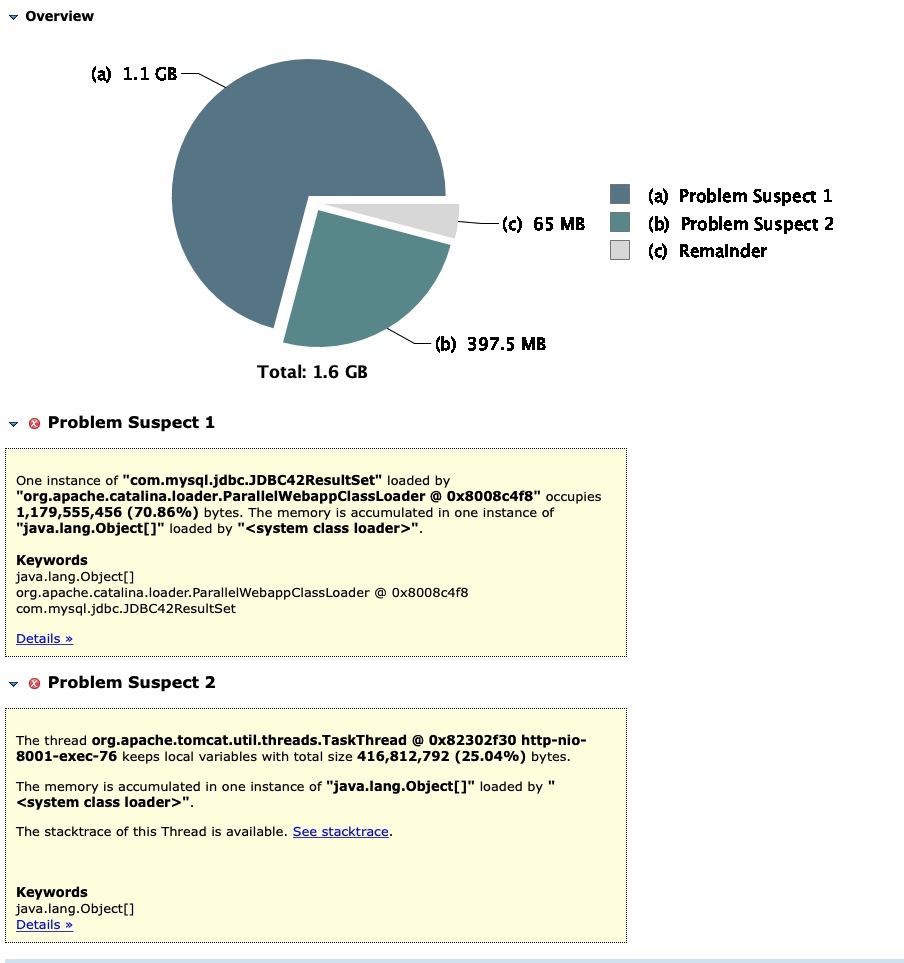 Overview
(a) 1.1 GB
(c) 65 MB
(b) 397.5 MB
Total: 1.6 GB
(a) Problem Suspect 1
(b) Problem Suspect 2
(c) Remainder
Problem Suspect 1
One instance of "com.mysql.jdbc.JDBC42ResultSet" loaded by
"org.apache.catalina.loader.ParallelWebappClassLoader @ 0x8008c4f8" occupies
1,179,555,456 (70.86%) bytes. The memory is accumulated in one instance of
"java.lang.Object[]" loaded by "<system class loader>".
Keywords
java.lang.Object[]
org.apache.catalina.loader.ParallelWebappClassLoader @ 0x8008c4f8
com.mysql.jdbc.JDBC42ResultSet
Details »
Problem Suspect 2
The thread org.apache.tomcat.util.threads.TaskThread @ 0x82302f30 http-nio-
8001-exec-76 keeps local variables with total size 416,812,792 (25.04%) bytes.
The memory is accumulated in one instance of "java.lang.Object[]" loaded by "
<system class loader>".
The stacktrace of this Thread is available. See stacktrace.
Keywords
java.lang.Object[]
Details »